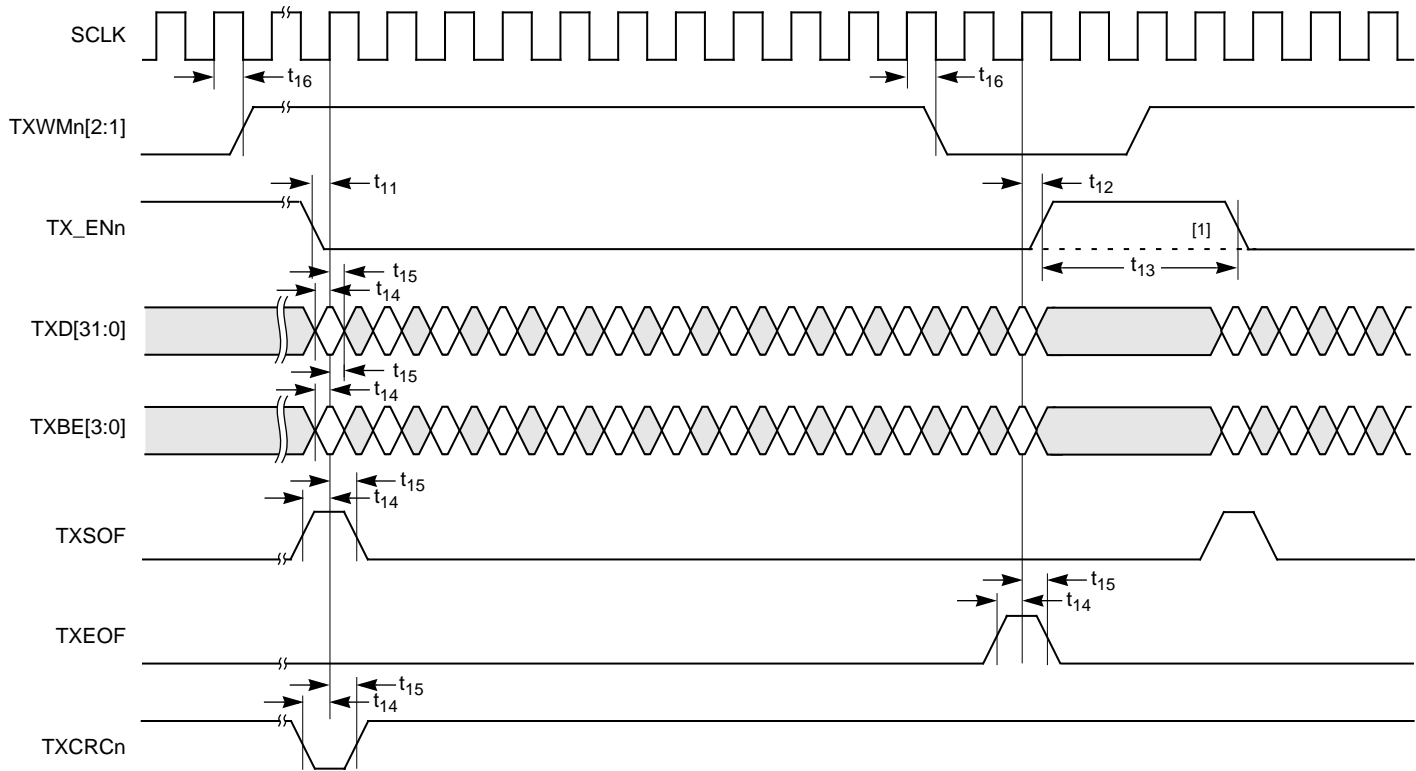 SCLK
t16 t16
TXWMn[2:1]
t11 t12
TX_ENn
[1]
t13
t15
t14
TXD[31:0]
t15
t14
TXBE[3:0]
t15
t14
TXSOF
t15
t14
TXEOF
t15
t14
TXCRCn